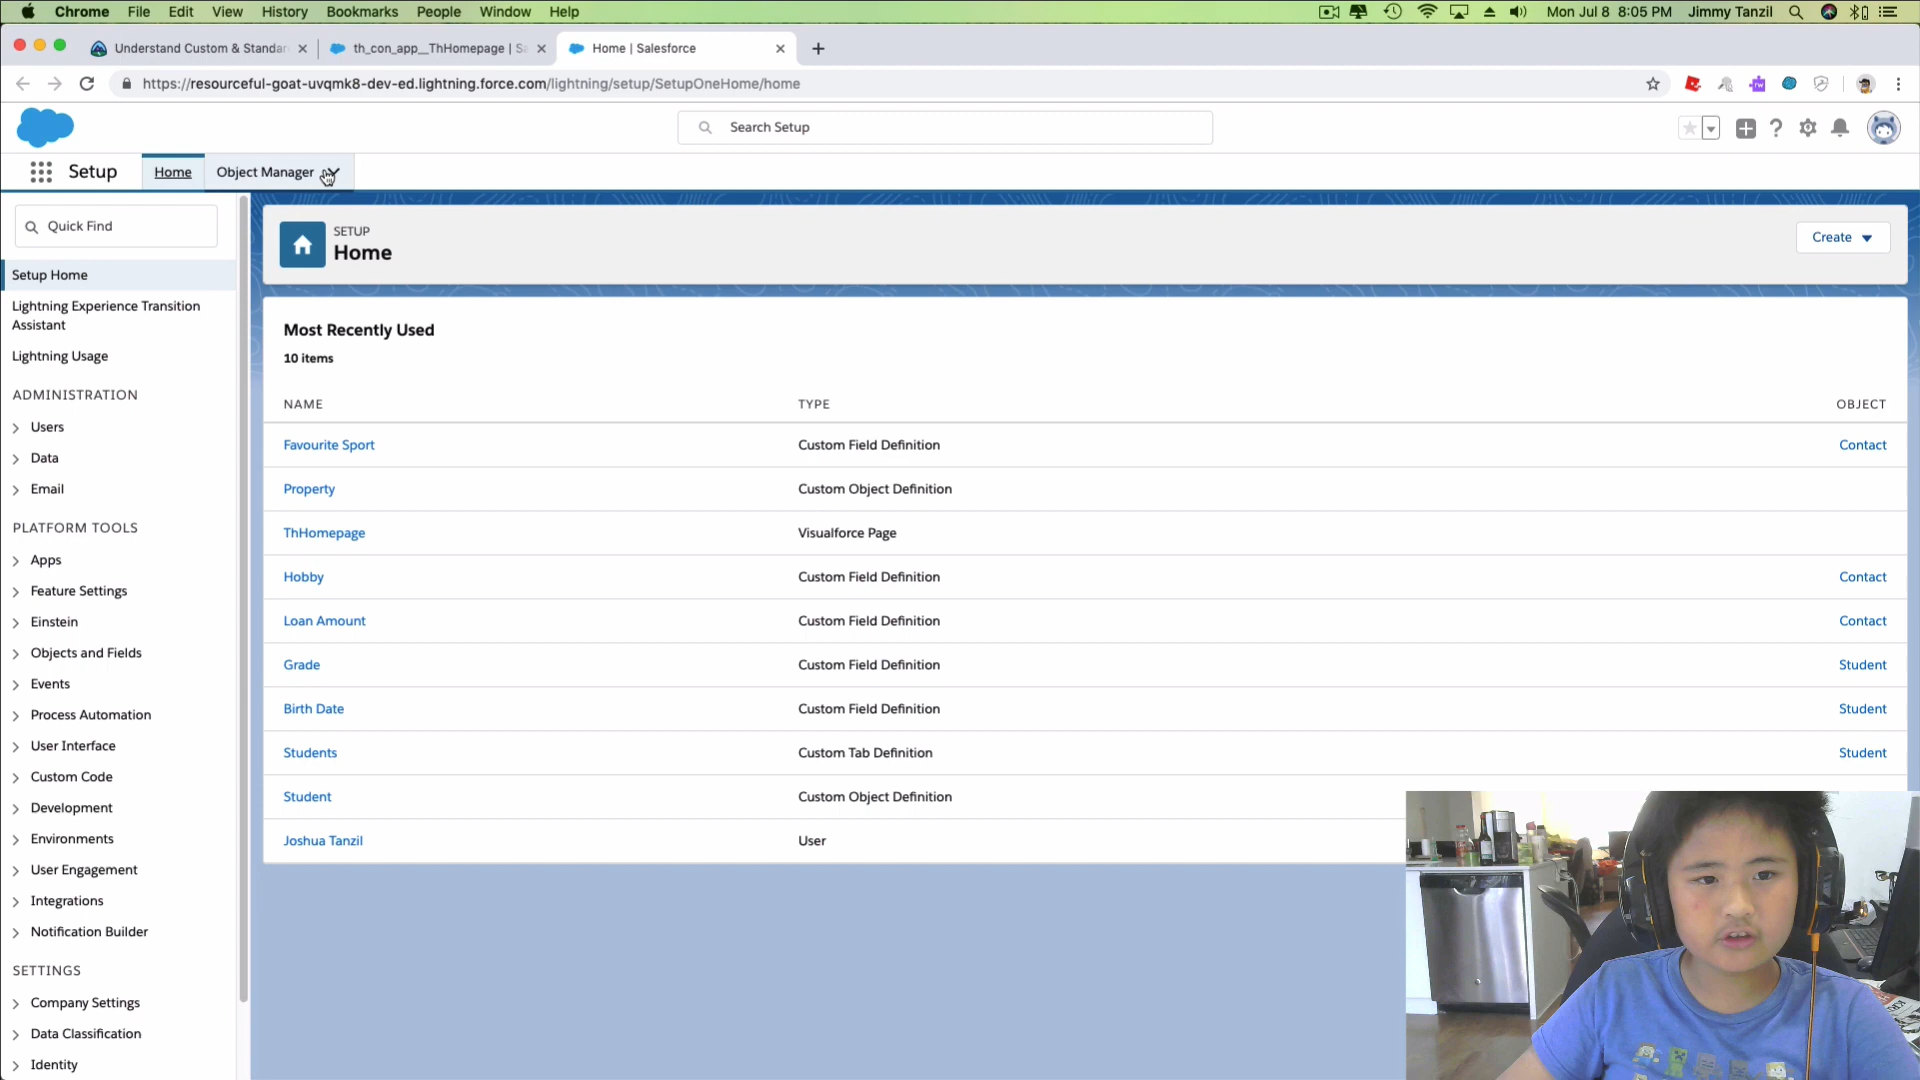 Chrome File Edit View History Bookmarks People Window Help Mon Jul 8 8:05 PM Jimmy Tanzil
Understand Custom & Standar th_con_app__ThHomepage | Sa Home | Salesforce
https://resourceful-goat-uvqmk8-dev-ed.lightning.force.com/lightning/setup/SetupOneHome/home
Search Setup
Setup Home Object Manager
Quick Find
SETUP
Home
Create
Setup Home
Lightning Experience Transition
Assistant
Lightning Usage
ADMINISTRATION
Users
Data
Email
PLATFORM TOOLS
Apps
Feature Settings
Einstein
Objects and Fields
Events
Process Automation
User Interface
Custom Code
Development
Environments
User Engagement
Integrations
Notification Builder
SETTINGS
Company Settings
Data Classification
Identity
Most Recently Used
10 items
NAME TYPE OBJECT
Favourite Sport Custom Field Definition Contact
Property Custom Object Definition
ThHomepage Visualforce Page
Hobby Custom Field Definition Contact
Loan Amount Custom Field Definition Contact
Grade Custom Field Definition Student
Birth Date Custom Field Definition Student
Students Custom Tab Definition Student
Student Custom Object Definition
Joshua Tanzil User